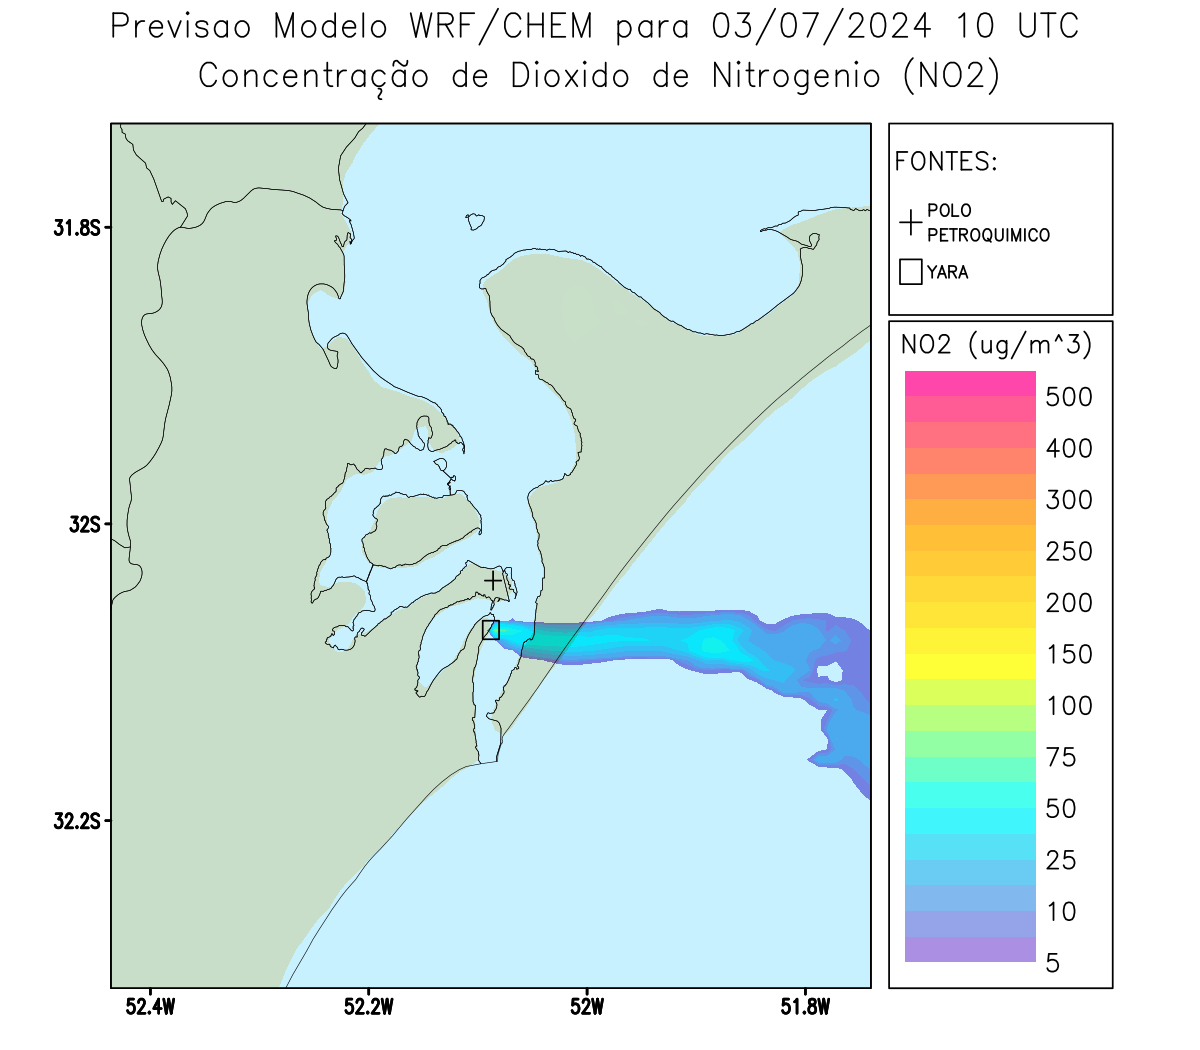 Previsao Modelo WRF/CHEM para 03/07/2024 10 UTC
Concentração de Dioxido de Nitrogenio (NO2)
FONTES:
POLO
PETROQUIMICO
YARA
NO2 (ug/m^3)
500
400
300
250
200
150
100
75
50
25
10
5
31.8S
32S
32.2S
52.4W
52.2W
52W
51.8W